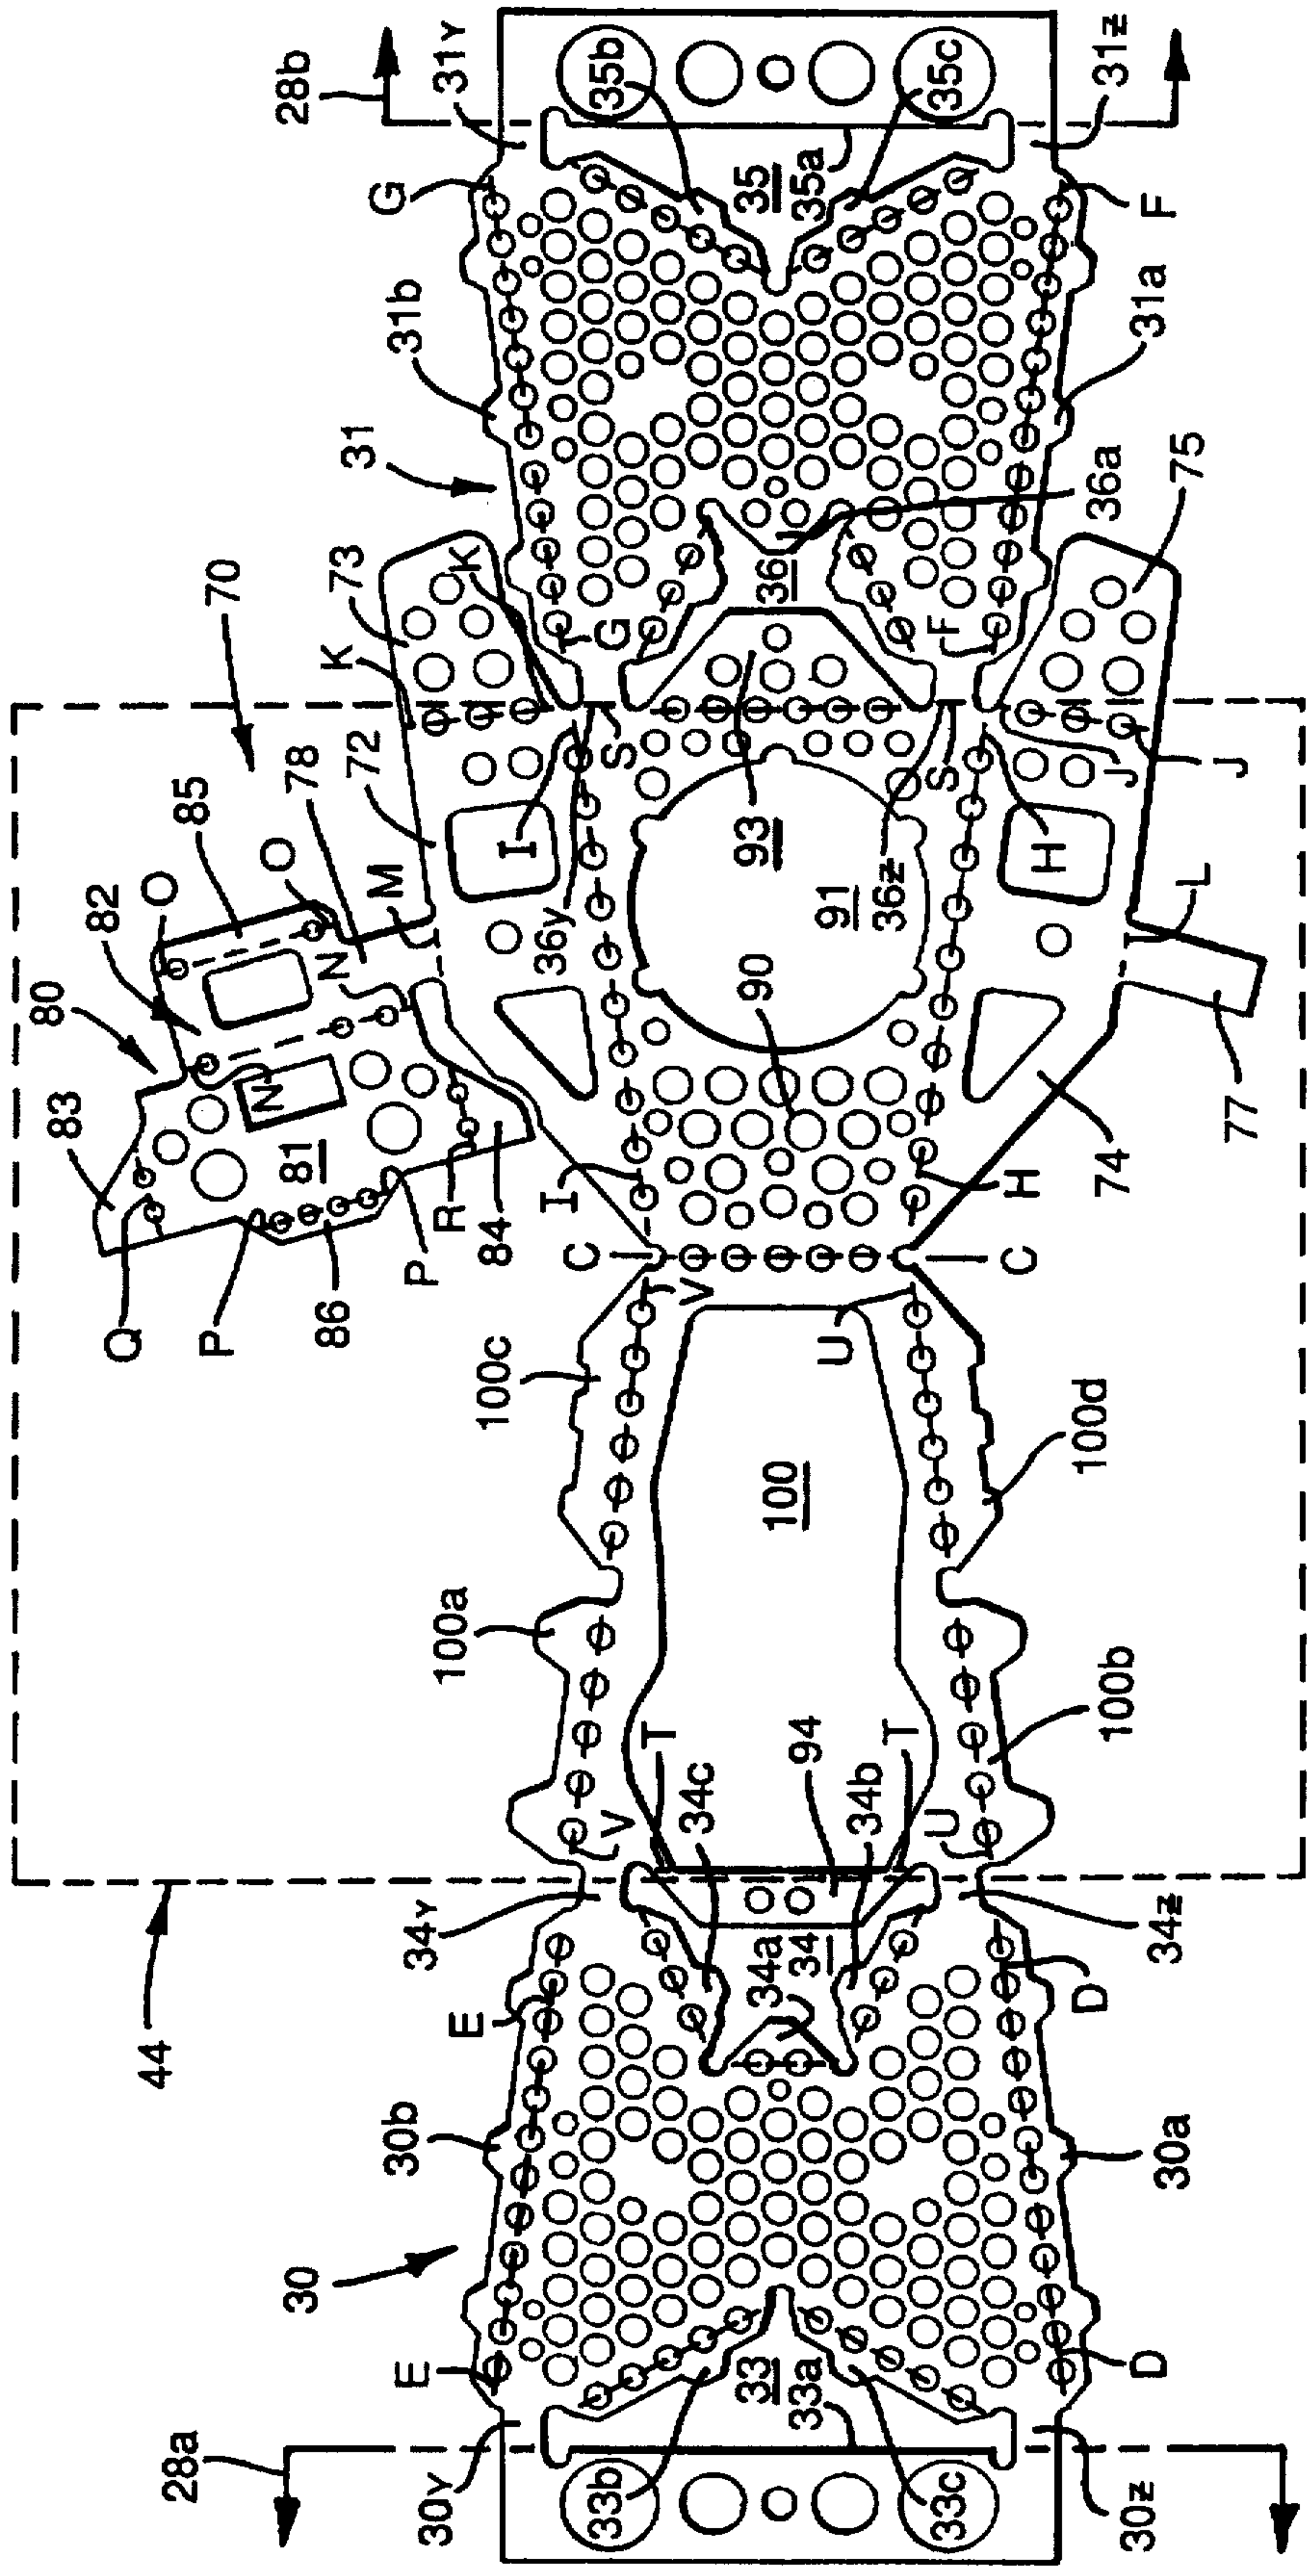 28b
31Y
35b
35c
31Z
G
F
35
35a
31b
31a
31
36a
75
36
73
K
K
G
F
70
S
S
J
J
78
72
I
H
93
85
M
36y
36Z
91
L
82
N
90
80
N
83
81
74
77
I
H
R
84
Q
P
P
86
C
C
V
U
100c
100d
100
100a
100b
T
T
94
34c
34b
V
U
34Y
34Z
34
34a
44
E
D
30b
30a
30
E
D
33
33a
28a
30Y
33b
33c
30Z